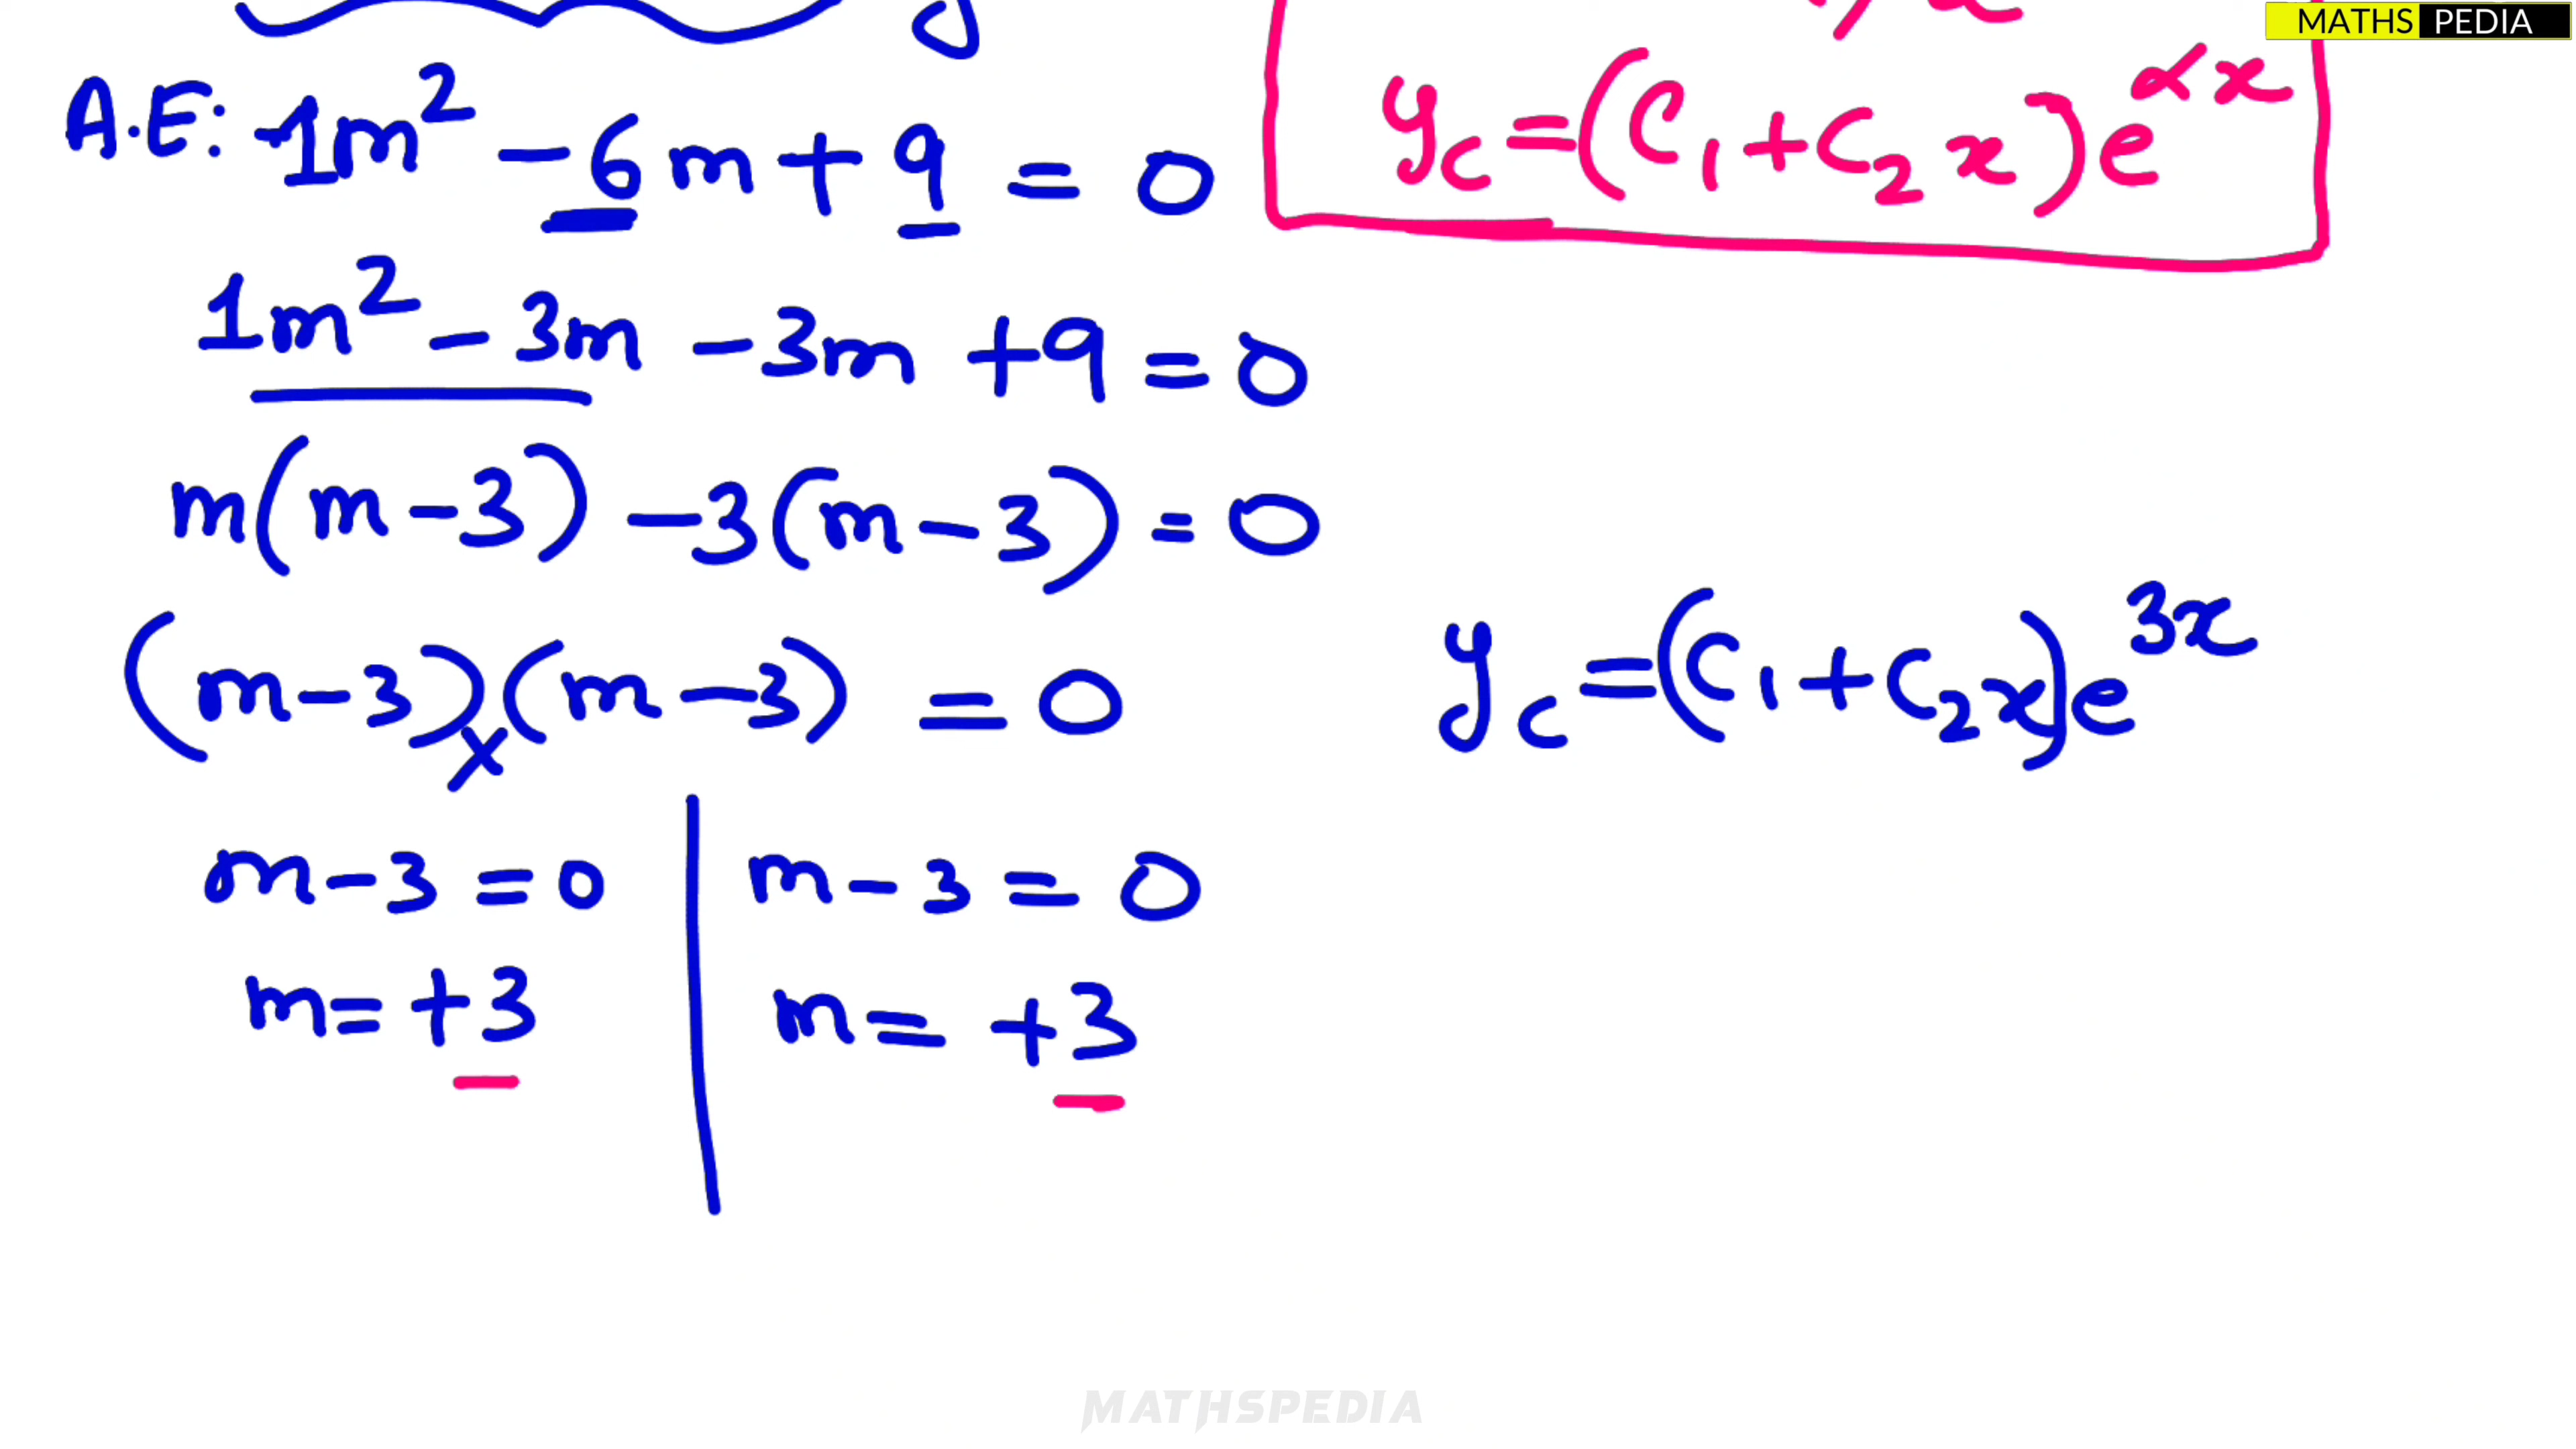 MATHS PEDIA
A.E: 1m² - 6m + 9 = 0
y_c = (C₁ + C₂ x) e^{αx}
1m² - 3m - 3m + 9 = 0
m(m-3) - 3(m-3) = 0
(m-3)x(m-3) = 0
y_c = (C₁ + C₂x) e^{3x}
m-3 = 0 | m-3 = 0
m = +3 | m = +3
MATHSPEDIA